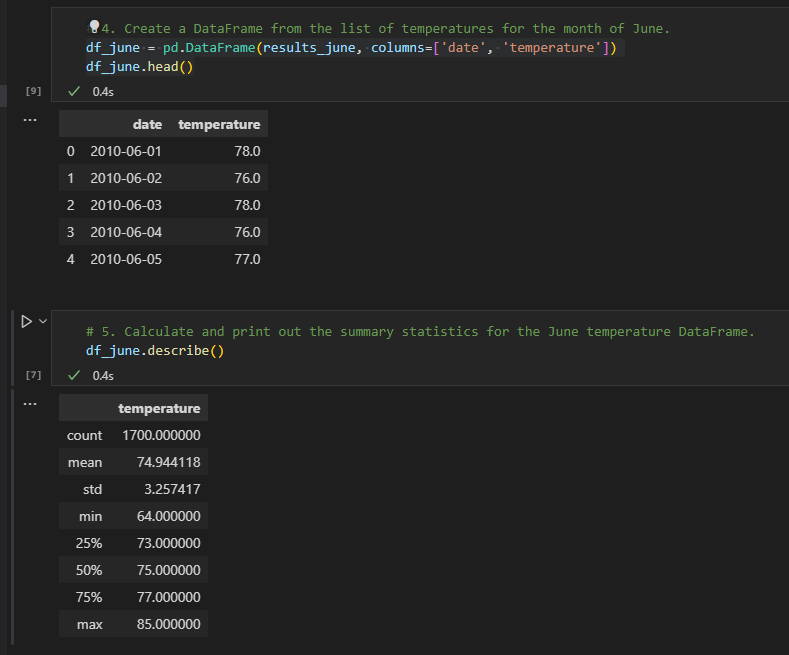 # 4. Create a DataFrame from the list of temperatures for the month of June.
df_june = pd.DataFrame(results_june, columns=['date', 'temperature'])
df_june.head()
[9] 0.4s
... date temperature
0 2010-06-01 78.0
1 2010-06-02 76.0
2 2010-06-03 78.0
3 2010-06-04 76.0
4 2010-06-05 77.0
# 5. Calculate and print out the summary statistics for the June temperature DataFrame.
df_june.describe()
[7] 0.4s
... temperature
count 1700.000000
mean 74.944118
std 3.257417
min 64.000000
25% 73.000000
50% 75.000000
75% 77.000000
max 85.000000